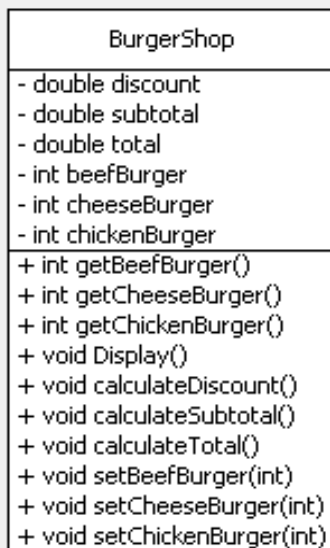 BurgerShop
- double discount
- double subtotal
- double total
- int beefBurger
- int cheeseBurger
- int chickenBurger
+ int getBeefBurger()
+ int getCheeseBurger()
+ int getChickenBurger()
+ void Display()
+ void calculateDiscount()
+ void calculateSubtotal()
+ void calculateTotal()
+ void setBeefBurger(int)
+ void setCheeseBurger(int)
+ void setChickenBurger(int)